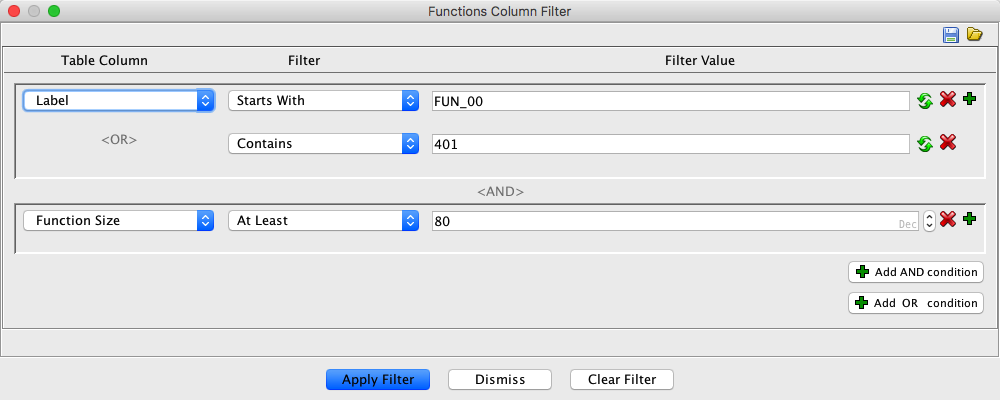 Functions Column Filter
Table Column Filter Filter Value
Label Starts With FUN_00
<OR> Contains 401
<AND>
Function Size At Least 80 Dec
Add AND condition
Add OR condition
Apply Filter Dismiss Clear Filter